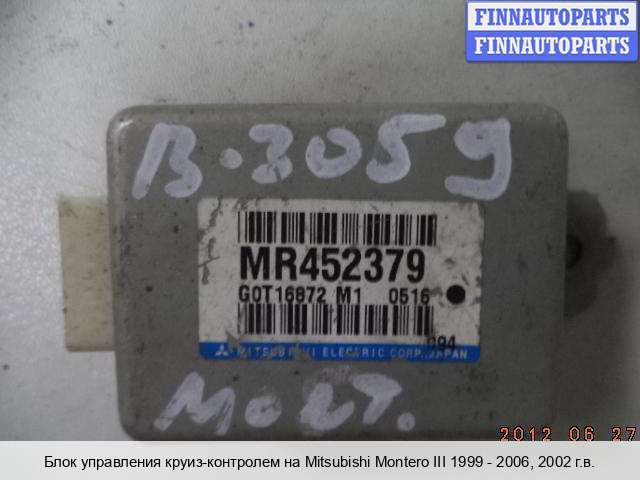 FINNAUTOPARTS
FINNAUTOPARTS
В-3059
MR452379
G0T16872 M1 0516
094
MITSUBISHI ELECTRIC CORP. JAPAN
Монт.
2012 06 27
Блок управления круиз-контролем на Mitsubishi Montero III 1999 - 2006, 2002 г.в.